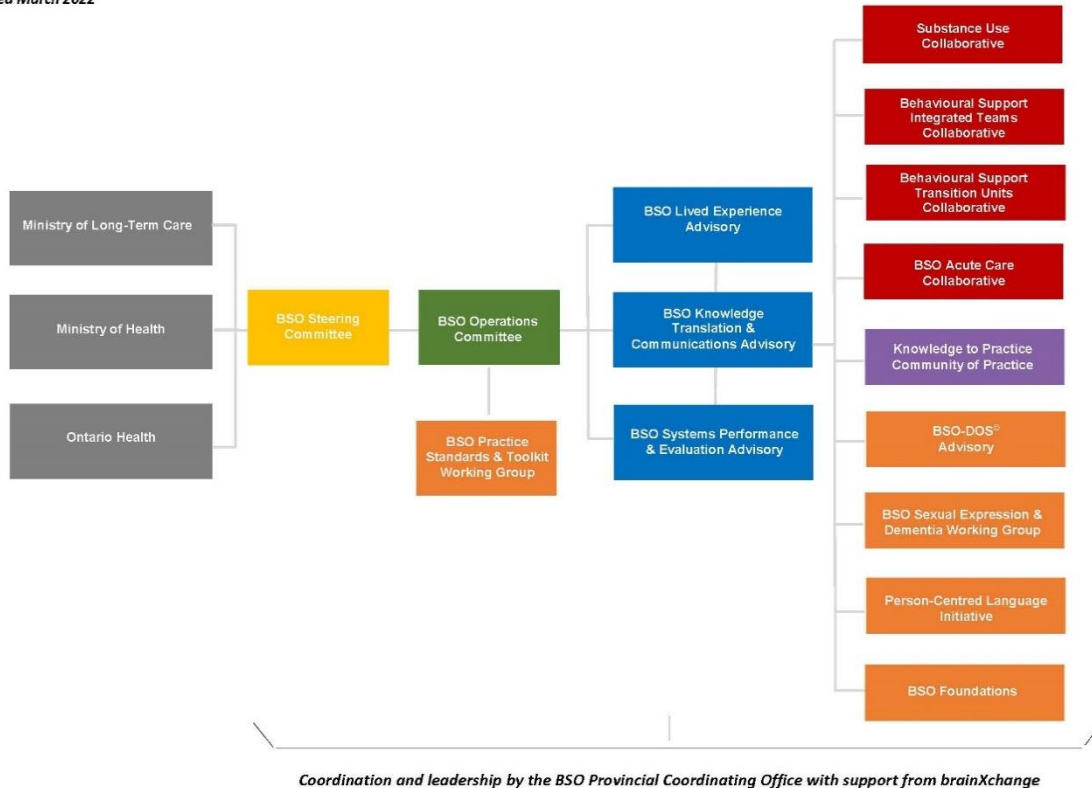 March 2022
Ministry of Long-Term Care
Ministry of Health
Ontario Health
BSO Steering
Committee
BSO Operations
Committee
BSO Practice
Standards & Toolkit
Working Group
BSO Lived Experience
Advisory
BSO Knowledge
Translation &
Communications Advisory
BSO Systems Performance
& Evaluation Advisory
Substance Use
Collaborative
Behavioural Support
Integrated Teams
Collaborative
Behavioural Support
Transition Units
Collaborative
BSO Acute Care
Collaborative
Knowledge to Practice
Community of Practice
BSO-DOS©
Advisory
BSO Sexual Expression &
Dementia Working Group
Person-Centred Language
Initiative
BSO Foundations
Coordination and leadership by the BSO Provincial Coordinating Office with support from brainXchange